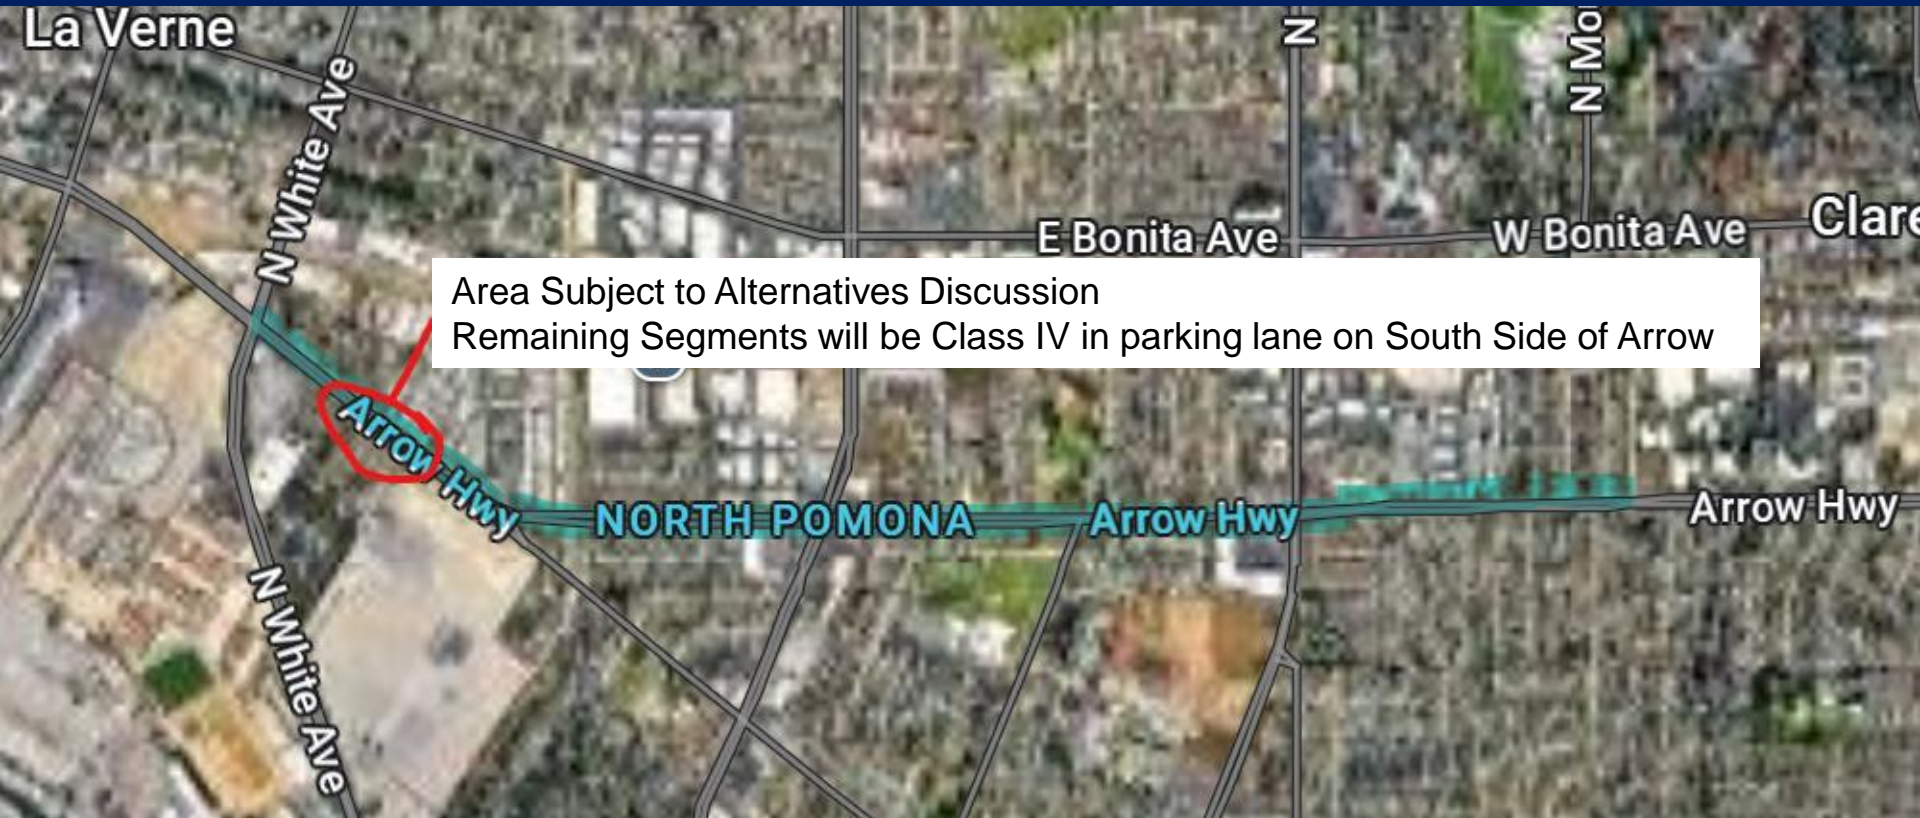 La Verne
N White Ave
N
N Mo
E Bonita Ave
W Bonita Ave
Clare
Area Subject to Alternatives Discussion
Remaining Segments will be Class IV in parking lane on South Side of Arrow
Arrow Hwy
NORTH POMONA
Arrow Hwy
Arrow Hwy
N White Ave